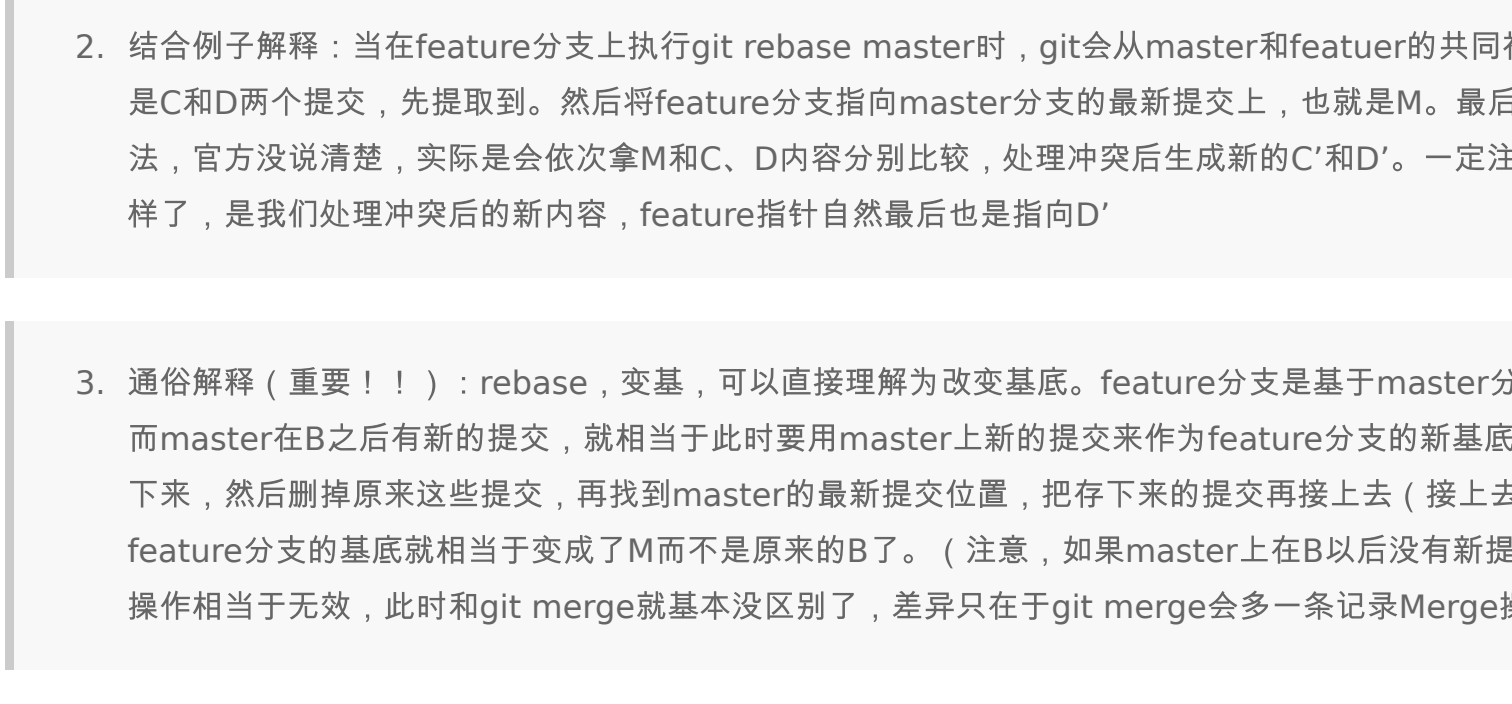 2. 结合例子解释：当在feature分支上执行git rebase master时，git会从master和featuer的共同
是C和D两个提交，先提取到。然后将feature分支指向master分支的最新提交上，也就是M。最后
法，官方没说清楚，实际是会依次拿M和C、D内容分别比较，处理冲突后生成新的C’和D’。一定注
样了，是我们处理冲突后的新内容，feature指针自然最后也是指向D’
3. 通俗解释（重要！！）：rebase，变基，可以直接理解为改变基底。feature分支是基于master分
而master在B之后有新的提交，就相当于此时要用master上新的提交来作为feature分支的新基底
下来，然后删掉原来这些提交，再找到master的最新提交位置，把存下来的提交再接上去（接上去
feature分支的基底就相当于变成了M而不是原来的B了。（注意，如果master上在B以后没有新提
操作相当于无效，此时和git merge就基本没区别了，差异只在于git merge会多一条记录Merge操